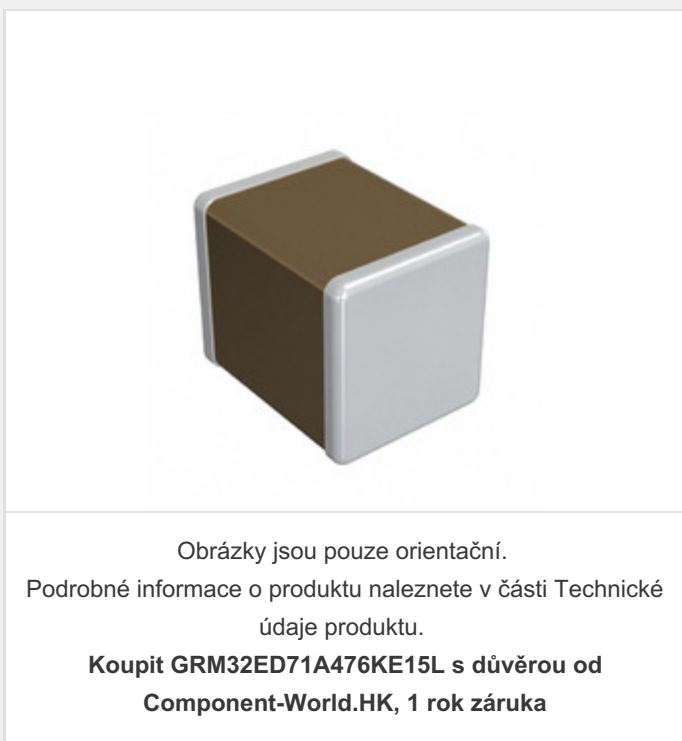 Obrázky jsou pouze orientační.
Podrobné informace o produktu naleznete v části Technické
údaje produktu.
Koupit GRM32ED71A476KE15L s důvěrou od
Component-World.HK, 1 rok záruka